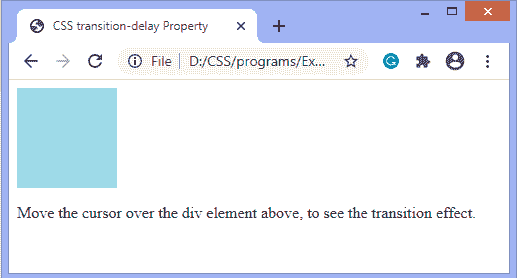 CSS transition-delay Property
File
D:/CSS/programs/Ex...
Move the cursor over the div element above, to see the transition effect.